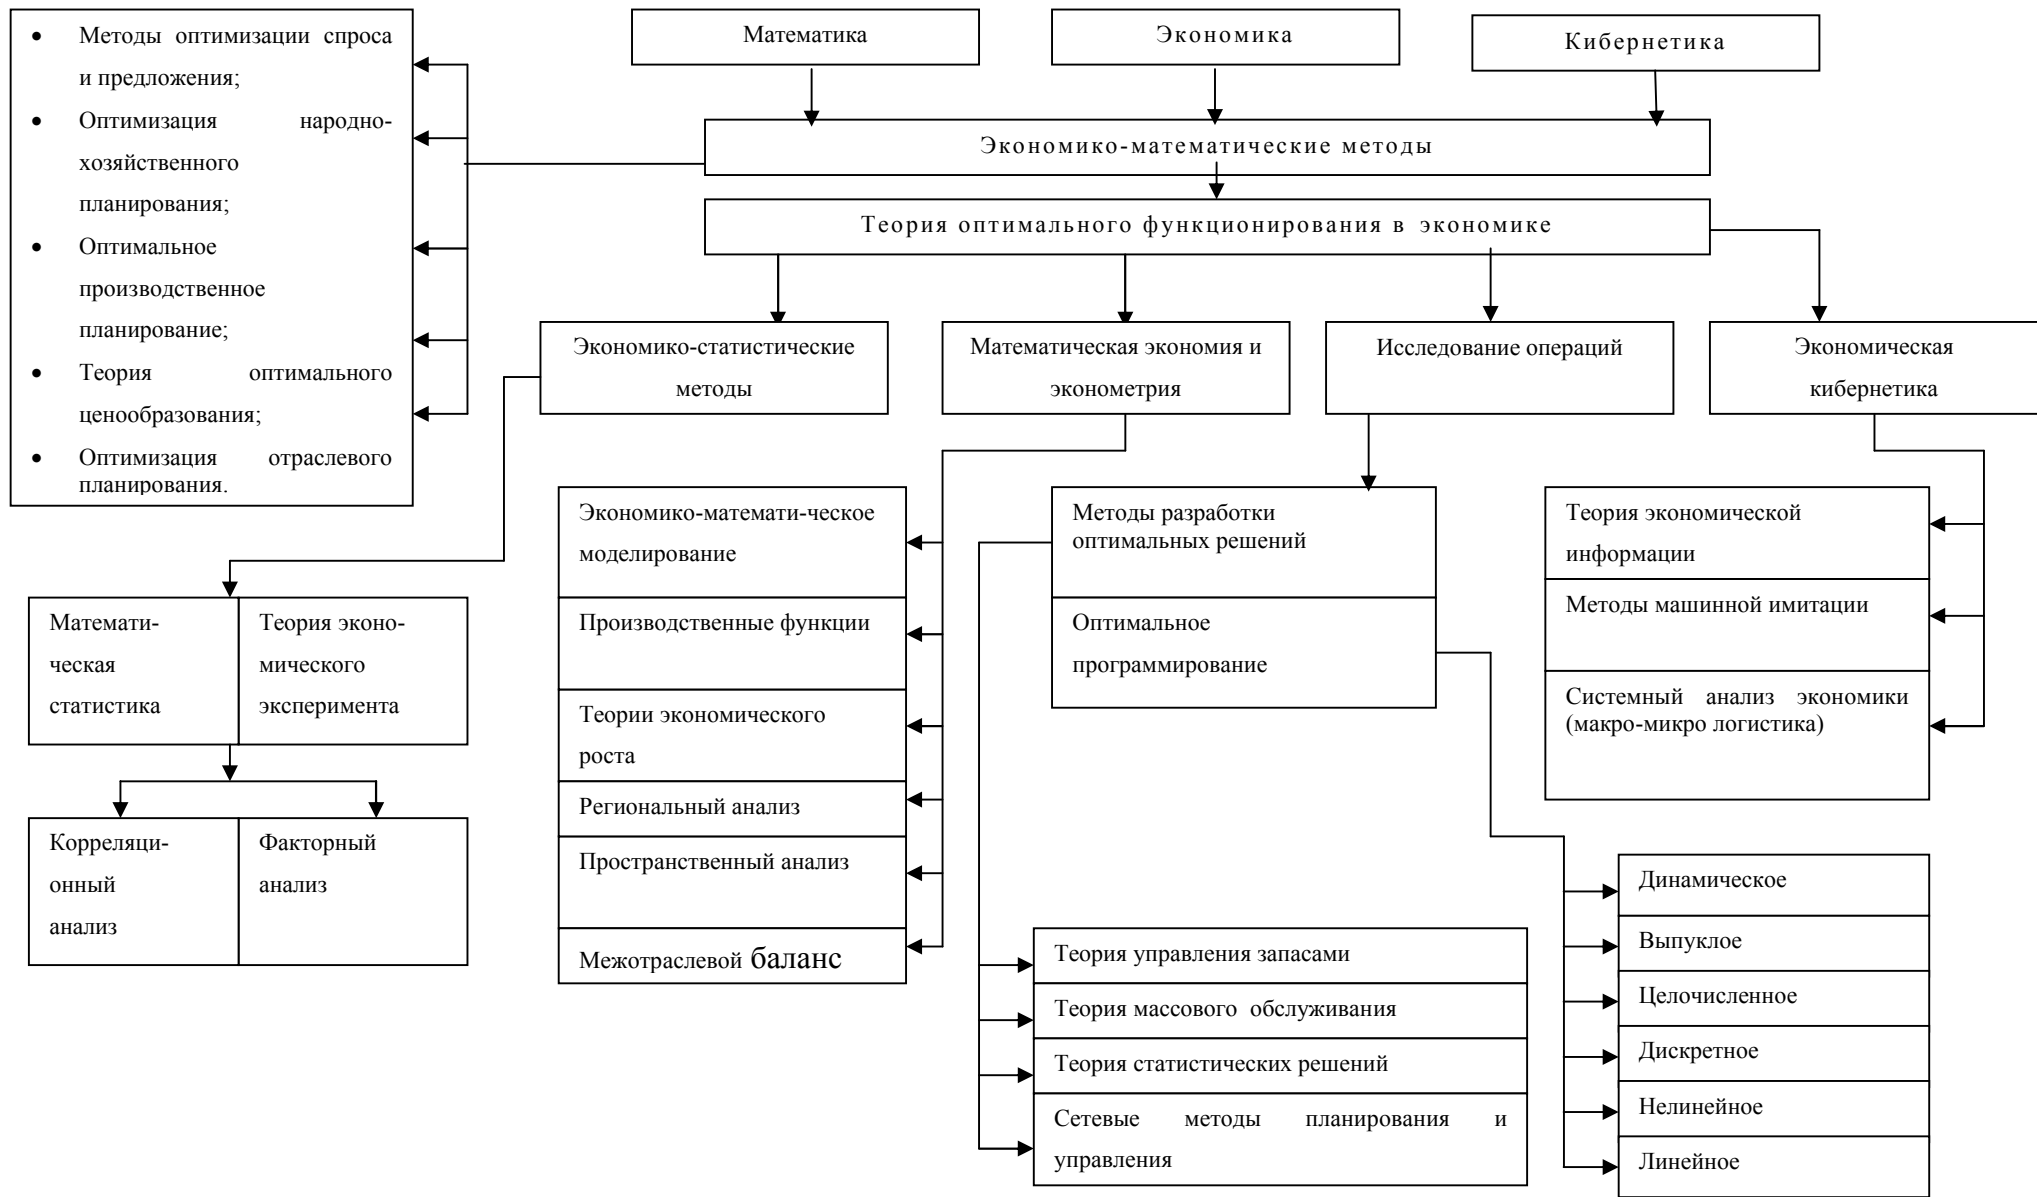 • Методы оптимизации спроса
и предложения;
• Оптимизация народно-
хозяйственного
планирования;
• Оптимальное
производственное
планирование;
• Теория оптимального
ценообразования;
• Оптимизация отраслевого
планирования.
Математика
Экономика
Кибернетика
Экономико-математические методы
Теория оптимального функционирования в экономике
Экономико-статистические
методы
Математическая экономия и
эконометрия
Исследование операций
Экономическая
кибернетика
Математи-
ческая
статистика
Теория эконо-
мического
эксперимента
Корреляци-
онный
анализ
Факторный
анализ
Экономико-математи-ческое
моделирование
Производственные функции
Теории экономического
роста
Региональный анализ
Пространственный анализ
Межотраслевой баланс
Методы разработки
оптимальных решений
Оптимальное
программирование
Теория управления запасами
Теория массового обслуживания
Теория статистических решений
Сетевые методы планирования и
управления
Теория экономической
информации
Методы машинной имитации
Системный анализ экономики
(макро-микро логистика)
Динамическое
Выпуклое
Целочисленное
Дискретное
Нелинейное
Линейное